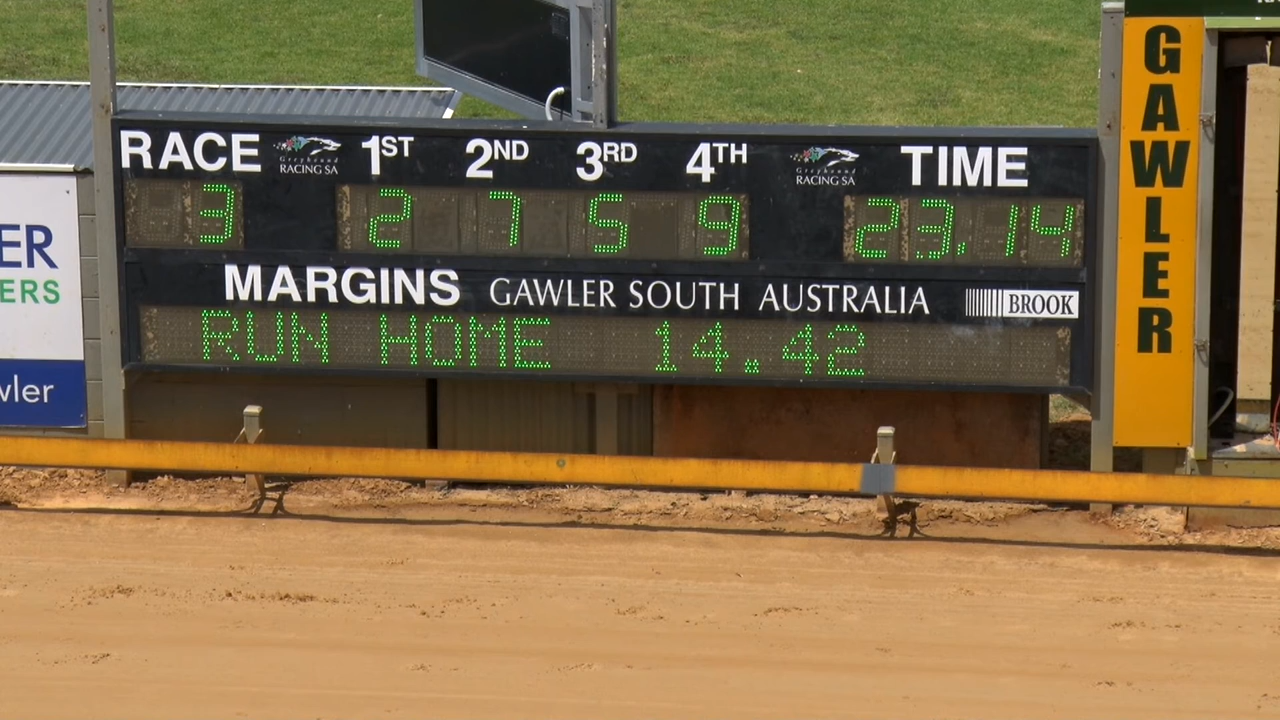 RACE Greyhound RACING SA 1ST 2ND 3RD 4TH Greyhound RACING SA TIME
3 2 7 5 9 23.14
MARGINS GAWLER SOUTH AUSTRALIA BROOK
RUN HOME 14.42
GAWLER
ER
ERS
wler